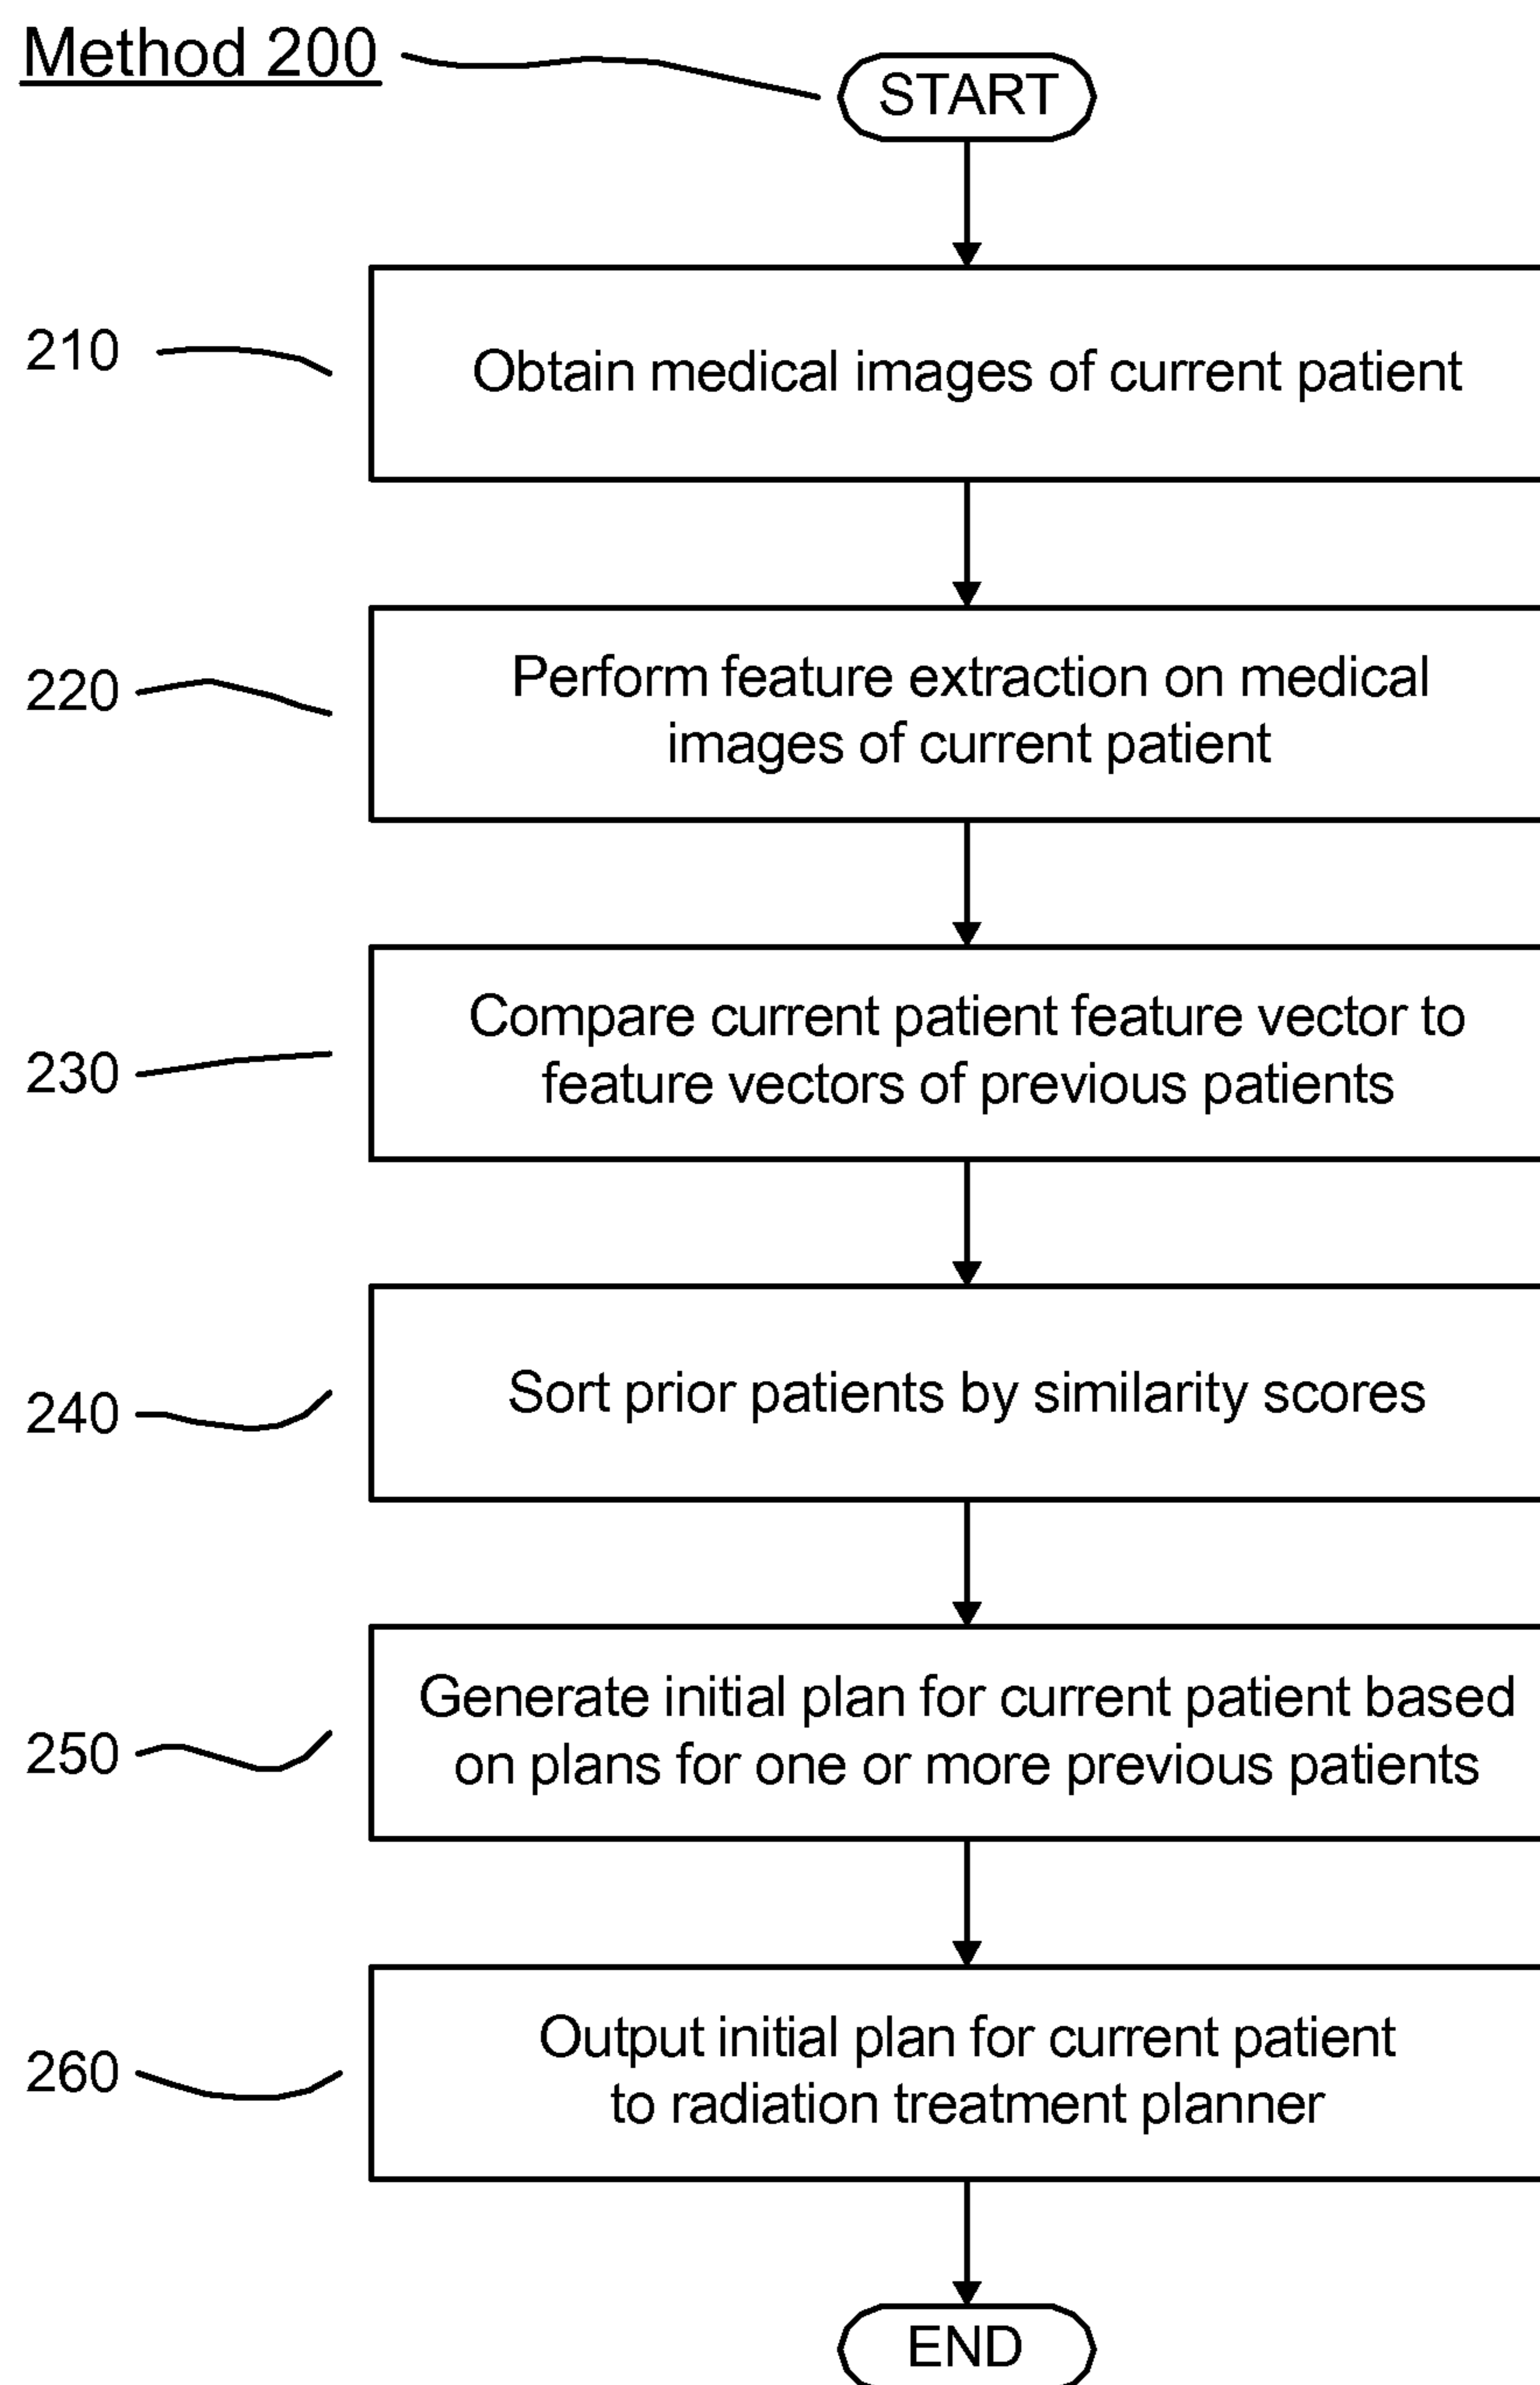 Method 200
START
210
Obtain medical images of current patient
220
Perform feature extraction on medical
images of current patient
230
Compare current patient feature vector to
feature vectors of previous patients
240
Sort prior patients by similarity scores
250
Generate initial plan for current patient based
on plans for one or more previous patients
260
Output initial plan for current patient
to radiation treatment planner
END